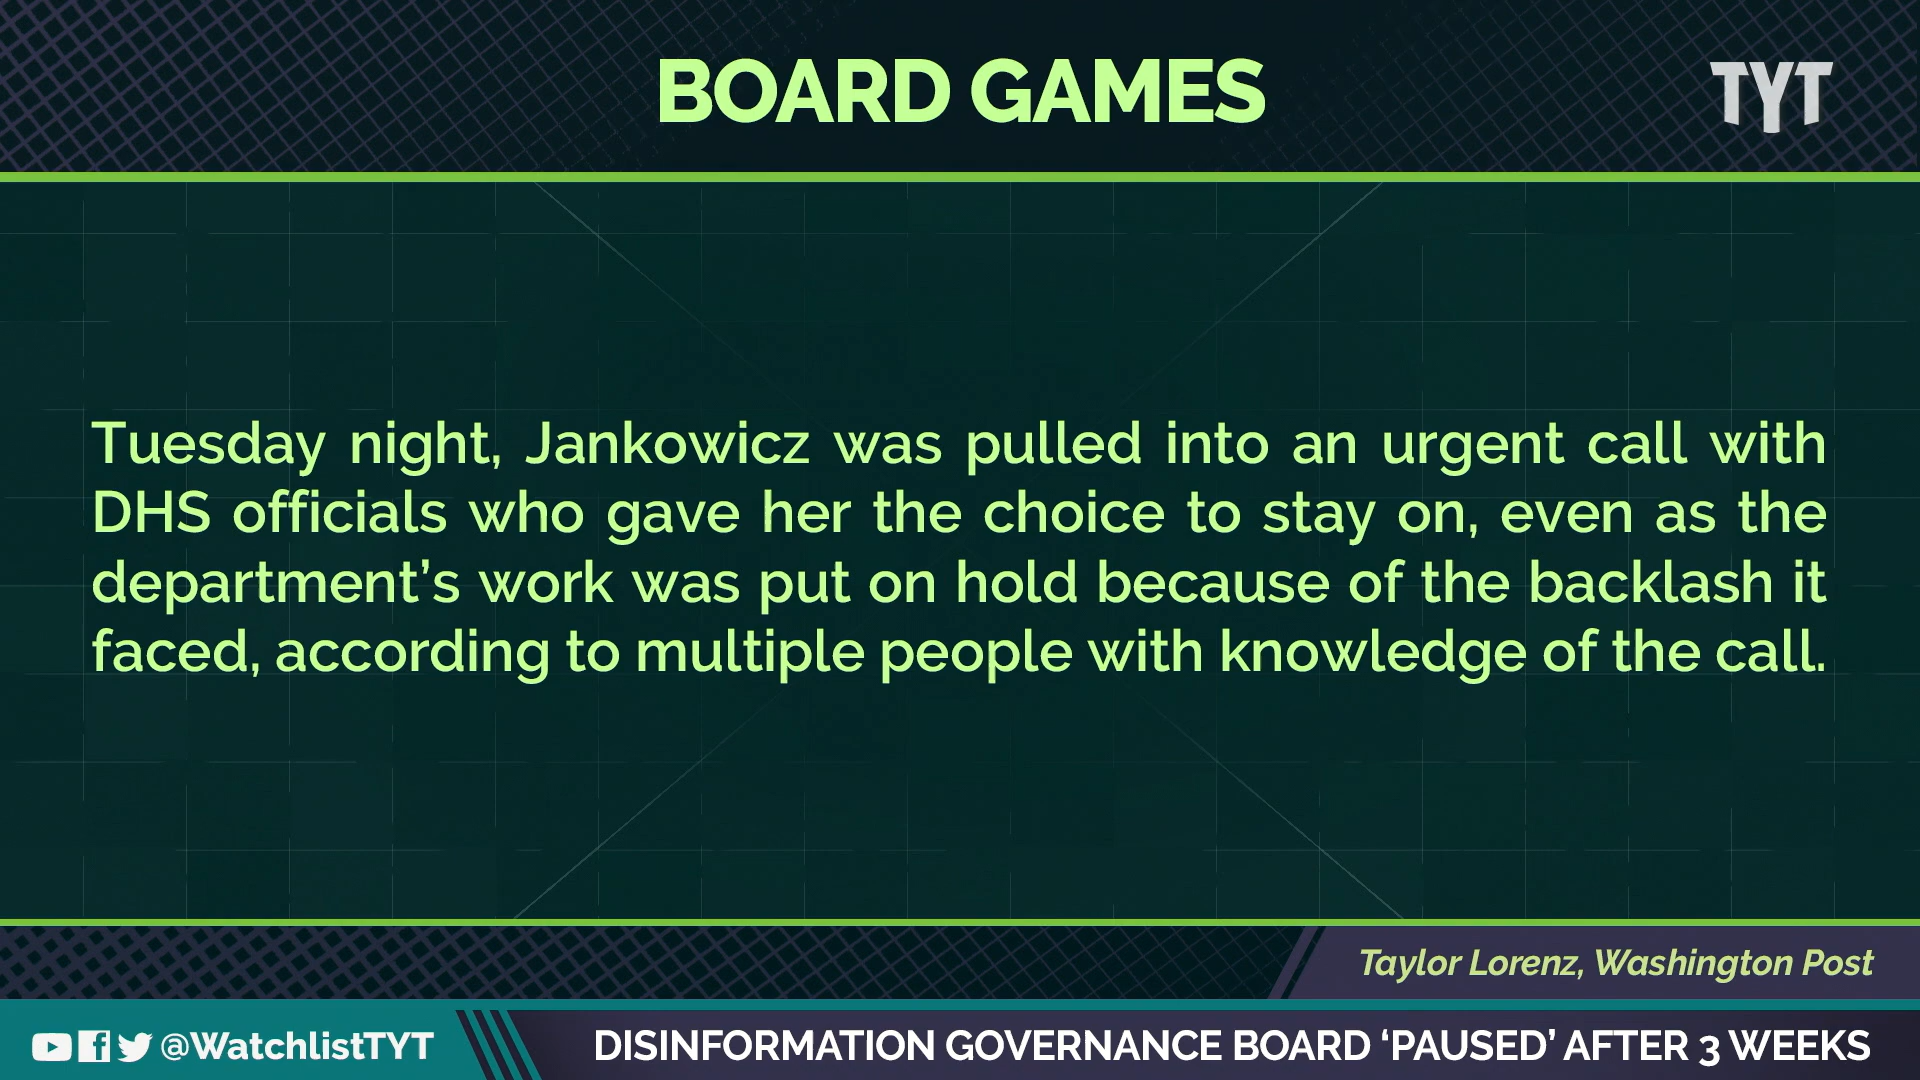 BOARD GAMES
TYT
Tuesday night, Jankowicz was pulled into an urgent call with
DHS officials who gave her the choice to stay on, even as the
department’s work was put on hold because of the backlash it
faced, according to multiple people with knowledge of the call.
Taylor Lorenz, Washington Post
@WatchlistTYT
DISINFORMATION GOVERNANCE BOARD ‘PAUSED’ AFTER 3 WEEKS